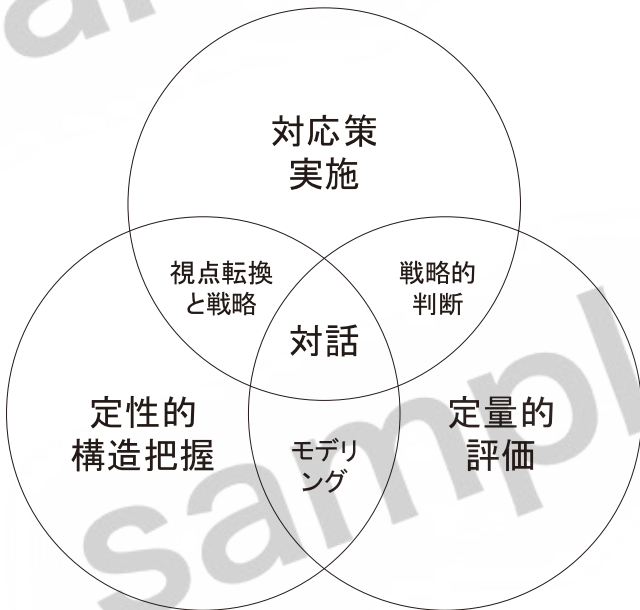 対応策
実施
視点転換
と戦略
戦略的
判断
対話
定性的
構造把握
モデリ
ング
定量的
評価
sampl